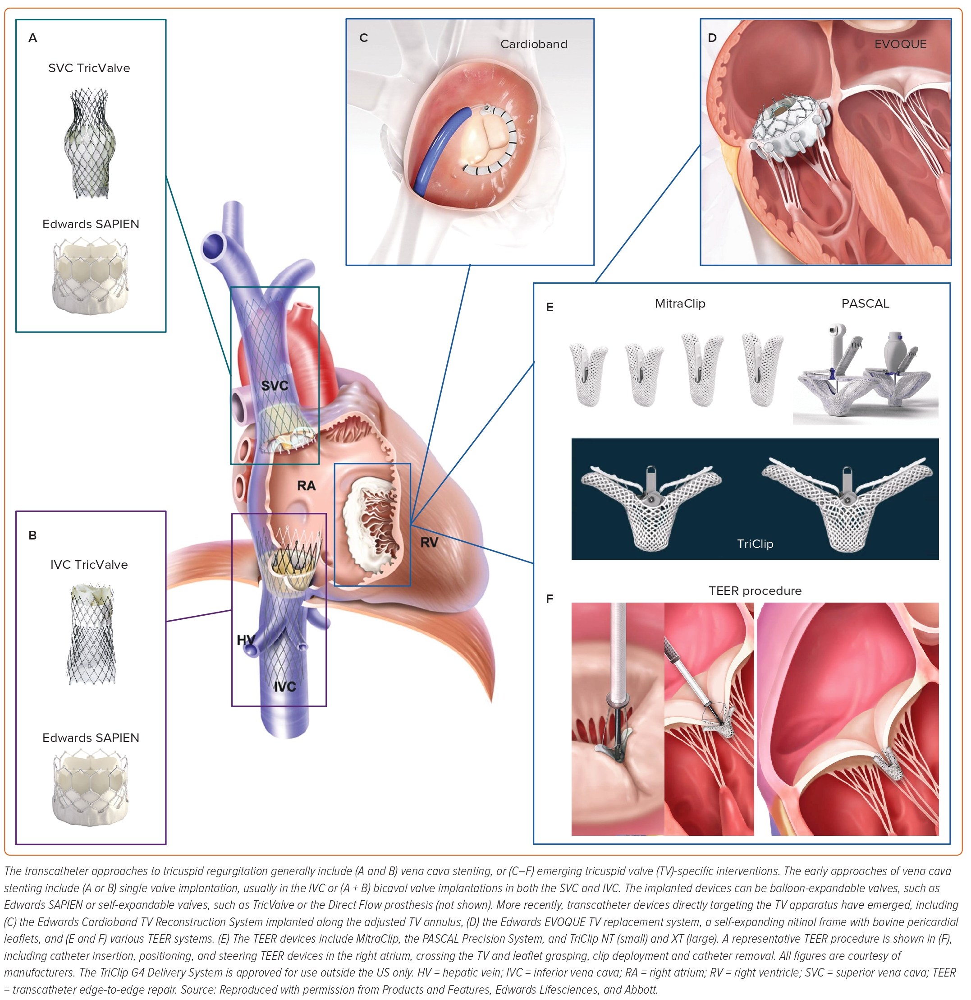 A
SVC TricValve
Edwards SAPIEN
C
Cardioband
D
EVOQUE
SVC
RA
RV
HV
IVC
B
IVC TricValve
Edwards SAPIEN
E
MitraClip
PASCAL
TriClip
F
TEER procedure
The transcatheter approaches to tricuspid regurgitation generally include (A and B) vena cava stenting, or (C–F) emerging tricuspid valve (TV)-specific interventions. The early approaches of vena cava
stenting include (A or B) single valve implantation, usually in the IVC or (A + B) bicaval valve implantations in both the SVC and IVC. The implanted devices can be balloon-expandable valves, such as
Edwards SAPIEN or self-expandable valves, such as TricValve or the Direct Flow prosthesis (not shown). More recently, transcatheter devices directly targeting the TV apparatus have emerged, including
(C) the Edwards Cardioband TV Reconstruction System implanted along the adjusted TV annulus, (D) the Edwards EVOQUE TV replacement system, a self-expanding nitinol frame with bovine pericardial
leaflets, and (E and F) various TEER systems. (E) The TEER devices include MitraClip, the PASCAL Precision System, and TriClip NT (small) and XT (large). A representative TEER procedure is shown in (F),
including catheter insertion, positioning, and steering TEER devices in the right atrium, crossing the TV and leaflet grasping, clip deployment and catheter removal. All figures are courtesy of
manufacturers. The TriClip G4 Delivery System is approved for use outside the US only. HV = hepatic vein; IVC = inferior vena cava; RA = right atrium; RV = right ventricle; SVC = superior vena cava; TEER
= transcatheter edge-to-edge repair. Source: Reproduced with permission from Products and Features, Edwards Lifesciences, and Abbott.